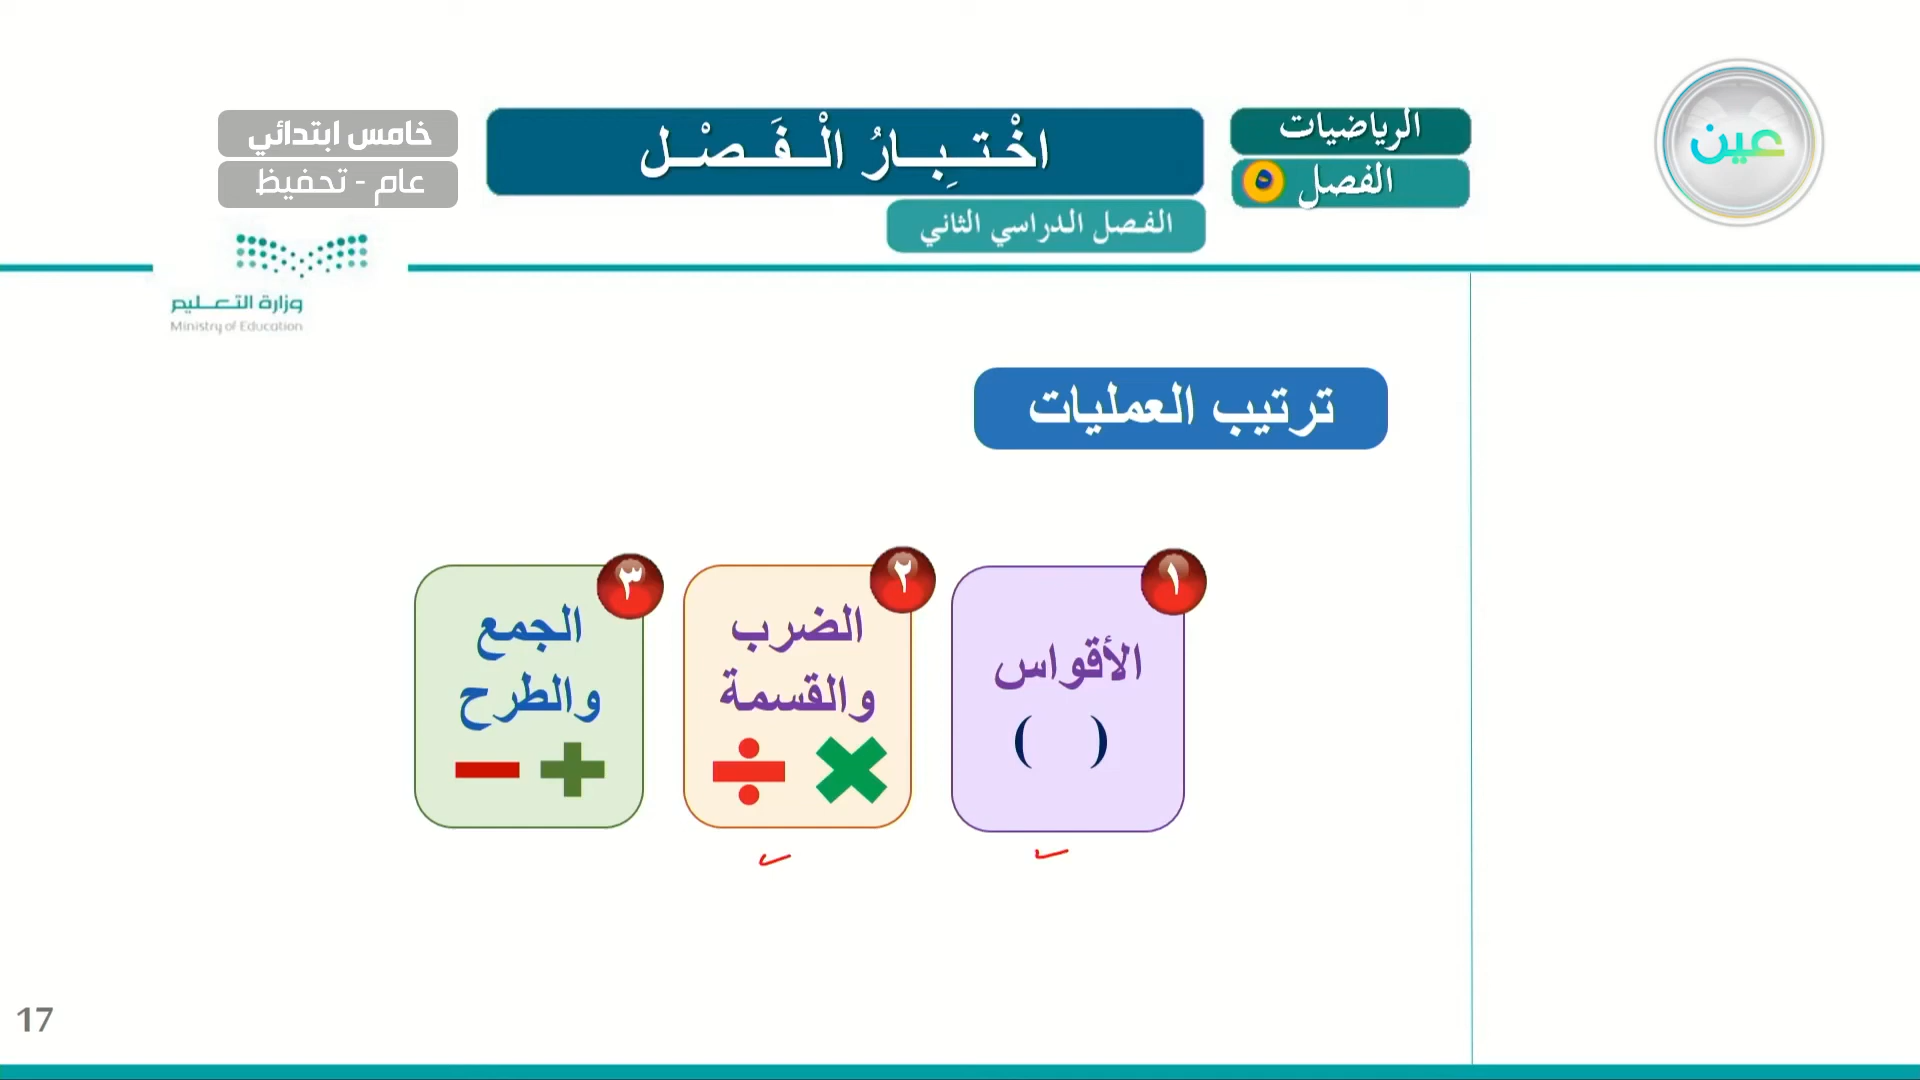 عين
الرياضيات
الفصل ٥
اخْتِبارُ الْفَصْل
الفصل الدراسي الثاني
خامس ابتدائي
عام - تحفيظ
وزارة التعليم
Ministry of Education
ترتيب العمليات
١
الأقواس
( )
٢
الضرب
والقسمة
× ÷
٣
الجمع
والطرح
+ −
17